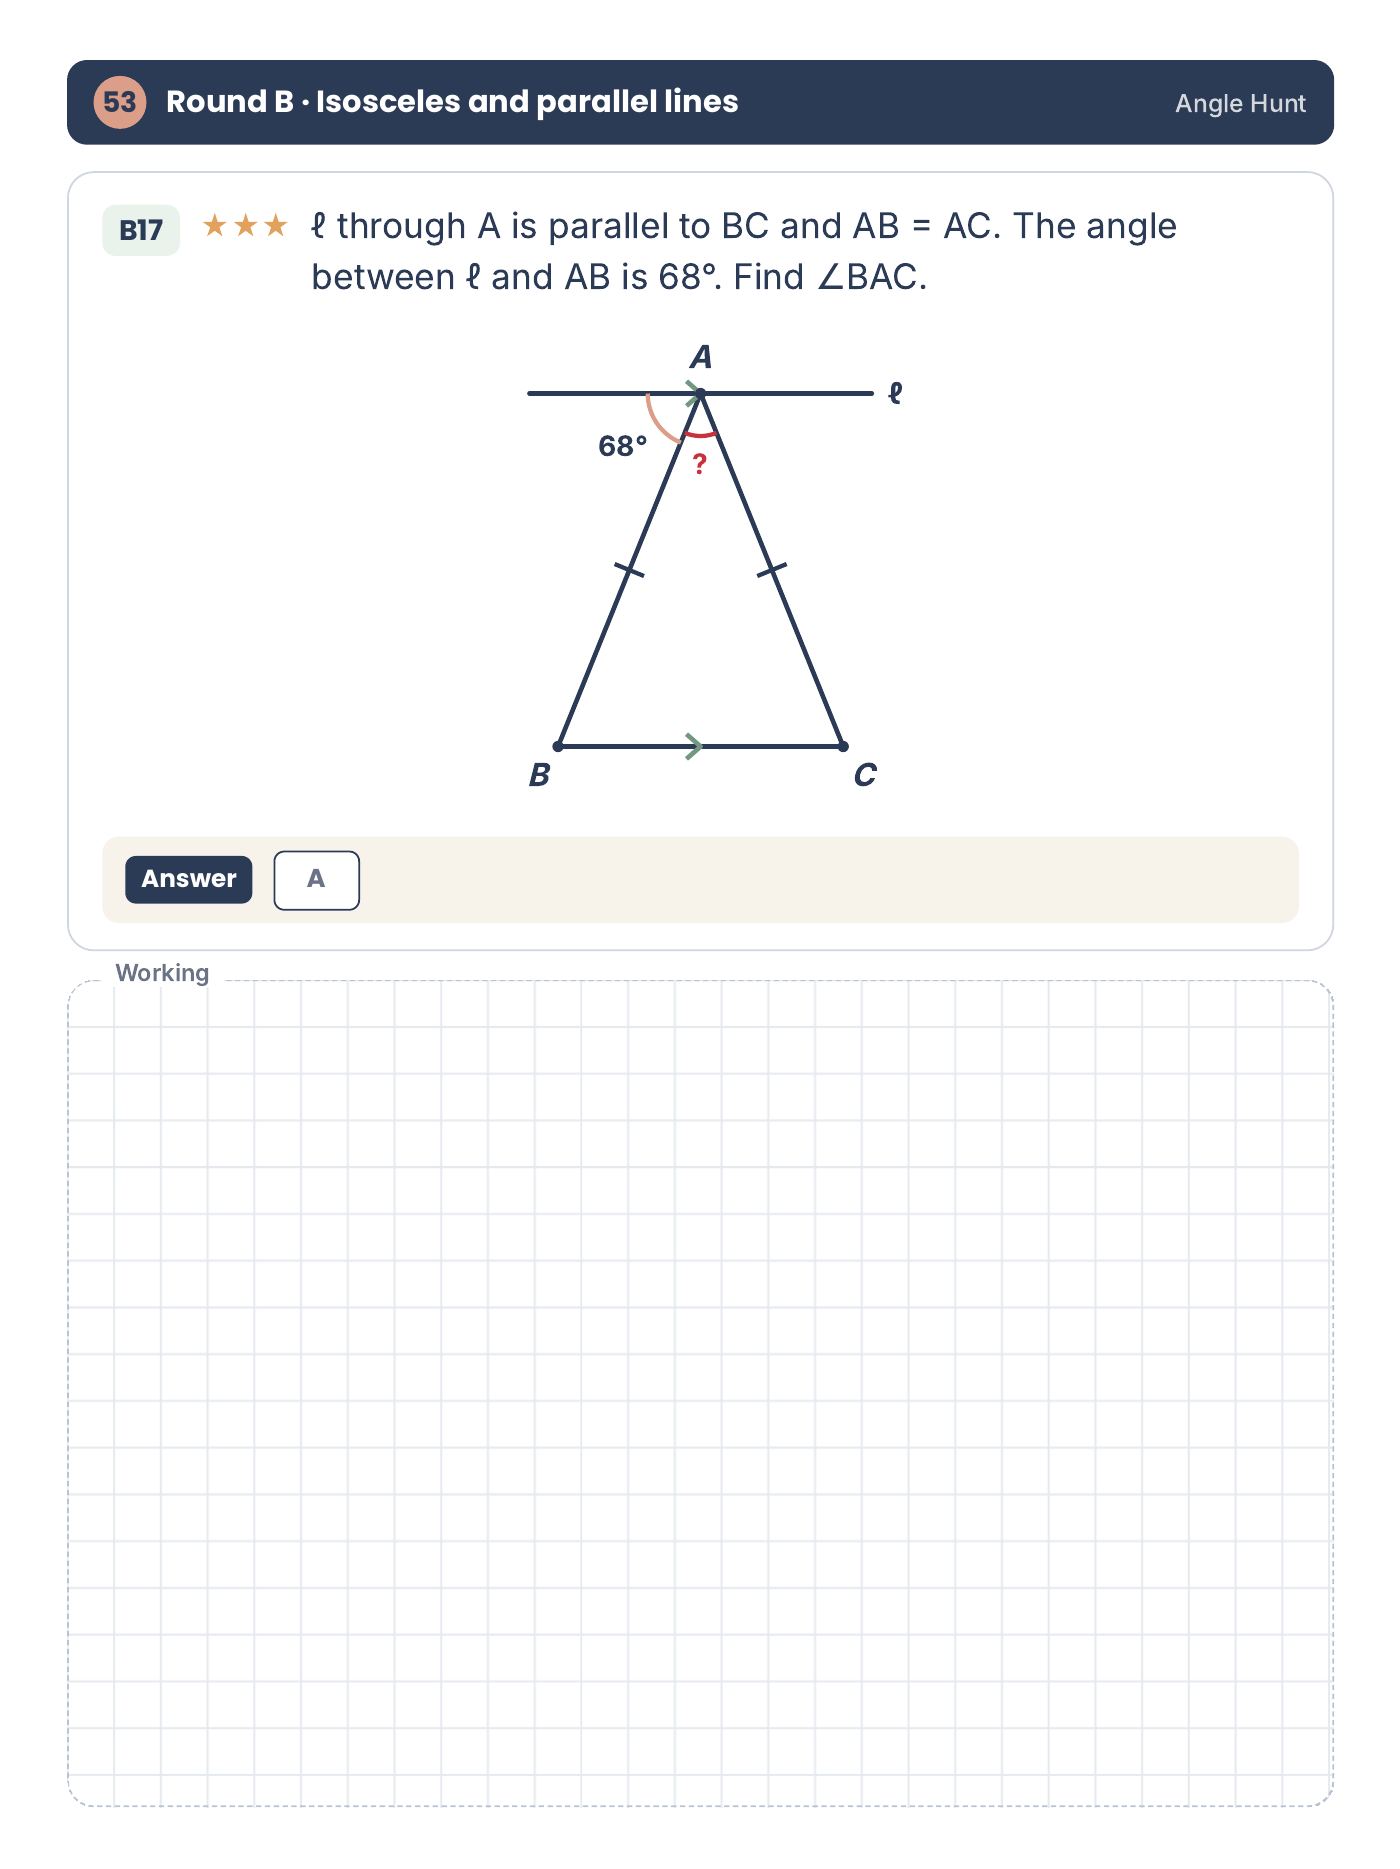 53 Round B · Isosceles and parallel lines Angle Hunt
B17 ★★★ ℓ through A is parallel to BC and AB = AC. The angle
between ℓ and AB is 68°. Find ∠BAC.
A
ℓ
68°
?
B C
Answer A
Working